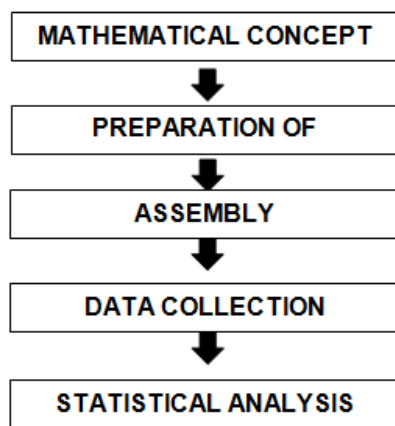 MATHEMATICAL CONCEPT
PREPARATION OF
ASSEMBLY
DATA COLLECTION
STATISTICAL ANALYSIS